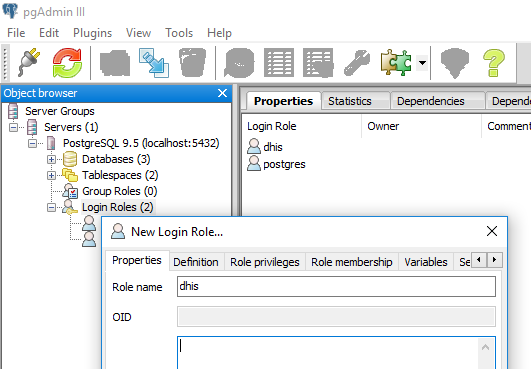 pgAdmin III
File Edit Plugins View Tools Help
Object browser
Server Groups
Servers (1)
PostgreSQL 9.5 (localhost:5432)
Databases (3)
Tablespaces (2)
Group Roles (0)
Login Roles (2)
Properties Statistics Dependencies Depend
Login Role Owner Comment
dhis
postgres
New Login Role...
Properties Definition Role privileges Role membership Variables Se
Role name dhis
OID